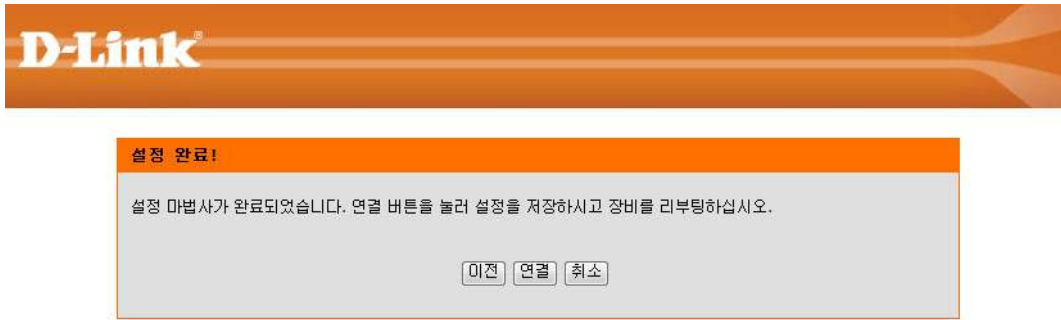 D-Link®
설정 완료!
설정 마법사가 완료되었습니다. 연결 버튼을 눌러 설정을 저장하시고 장비를 리부팅하십시오.
이전 연결 취소